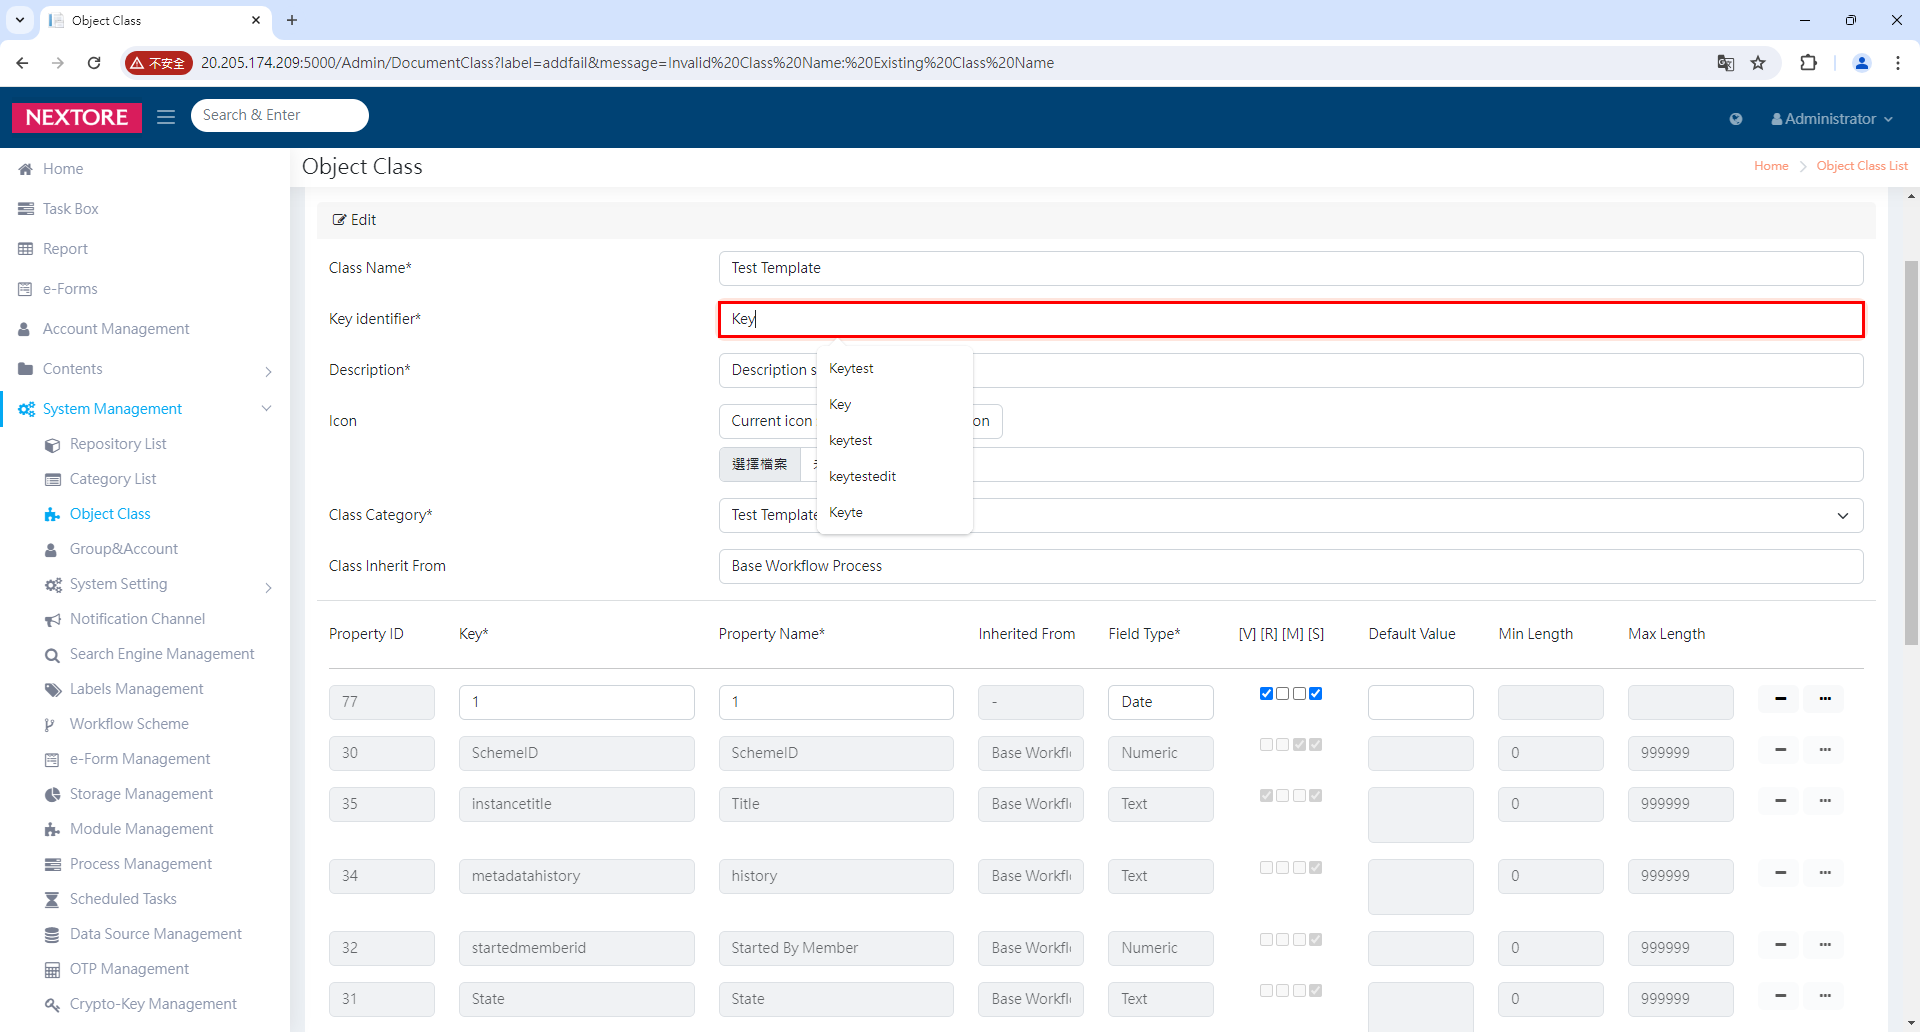 Object Class
不安全
20.205.174.209:5000/Admin/DocumentClass?label=addfail&message=Invalid%20Class%20Name:%20Existing%20Class%20Name
NEXTORE
Search & Enter
Administrator
Home
Task Box
Report
e-Forms
Account Management
Contents
System Management
Repository List
Category List
Object Class
Group&Account
System Setting
Notification Channel
Search Engine Management
Labels Management
Workflow Scheme
e-Form Management
Storage Management
Module Management
Process Management
Scheduled Tasks
Data Source Management
OTP Management
Crypto-Key Management
Object Class
Home Object Class List
Edit
Class Name* Test Template
Key identifier* Key
Keytest
Key
keytest
keytestedit
Keyte
Description* Description s
Icon Current icon on
選擇檔案
Class Category* Test Template
Class Inherit From Base Workflow Process
Property ID Key* Property Name* Inherited From Field Type* [V] [R] [M] [S] Default Value Min Length Max Length
77 1 1 - Date
30 SchemeID SchemeID Base Workfl Numeric 0 999999
35 instancetitle Title Base Workfl Text 0 999999
34 metadatahistory history Base Workfl Text 0 999999
32 startedmemberid Started By Member Base Workfl Numeric 0 999999
31 State State Base Workfl Text 0 999999